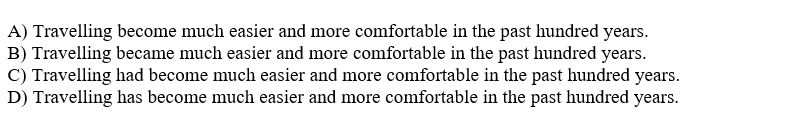 A) Travelling become much easier and more comfortable in the past hundred years.
B) Travelling became much easier and more comfortable in the past hundred years.
C) Travelling had become much easier and more comfortable in the past hundred years.
D) Travelling has become much easier and more comfortable in the past hundred years.